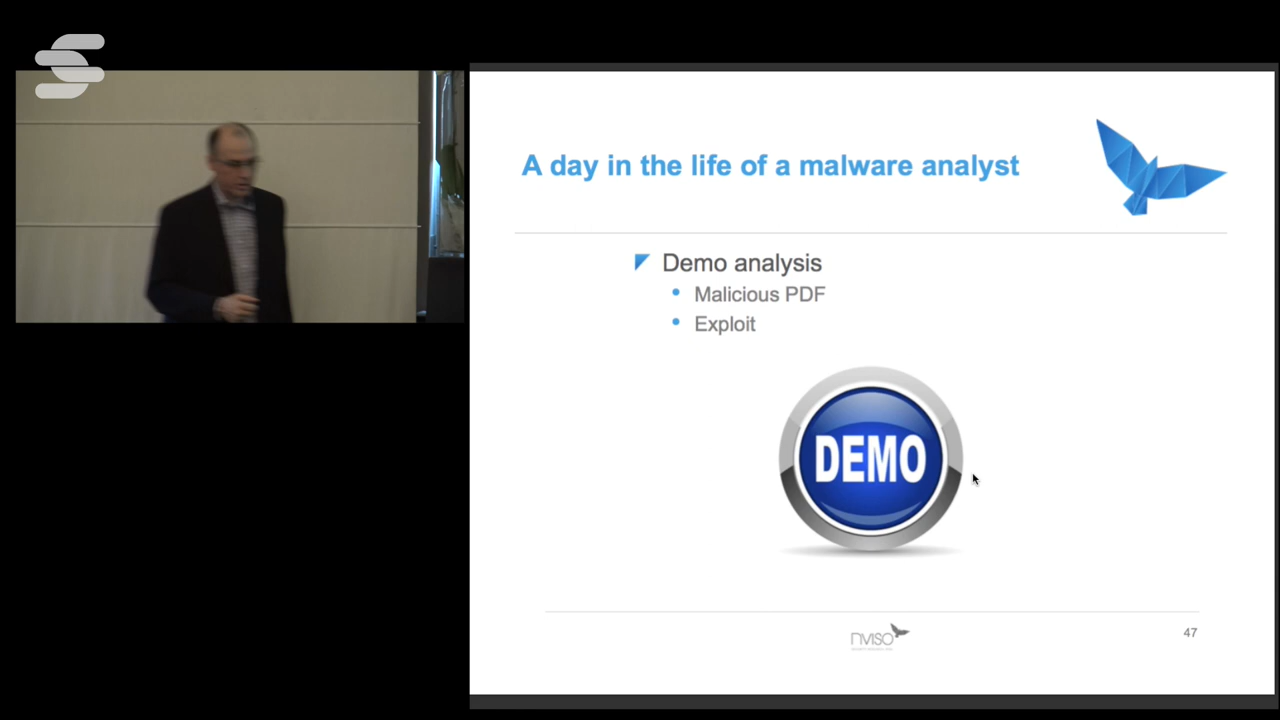 A day in the life of a malware analyst
Demo analysis
Malicious PDF
Exploit
DEMO
NVISO
47